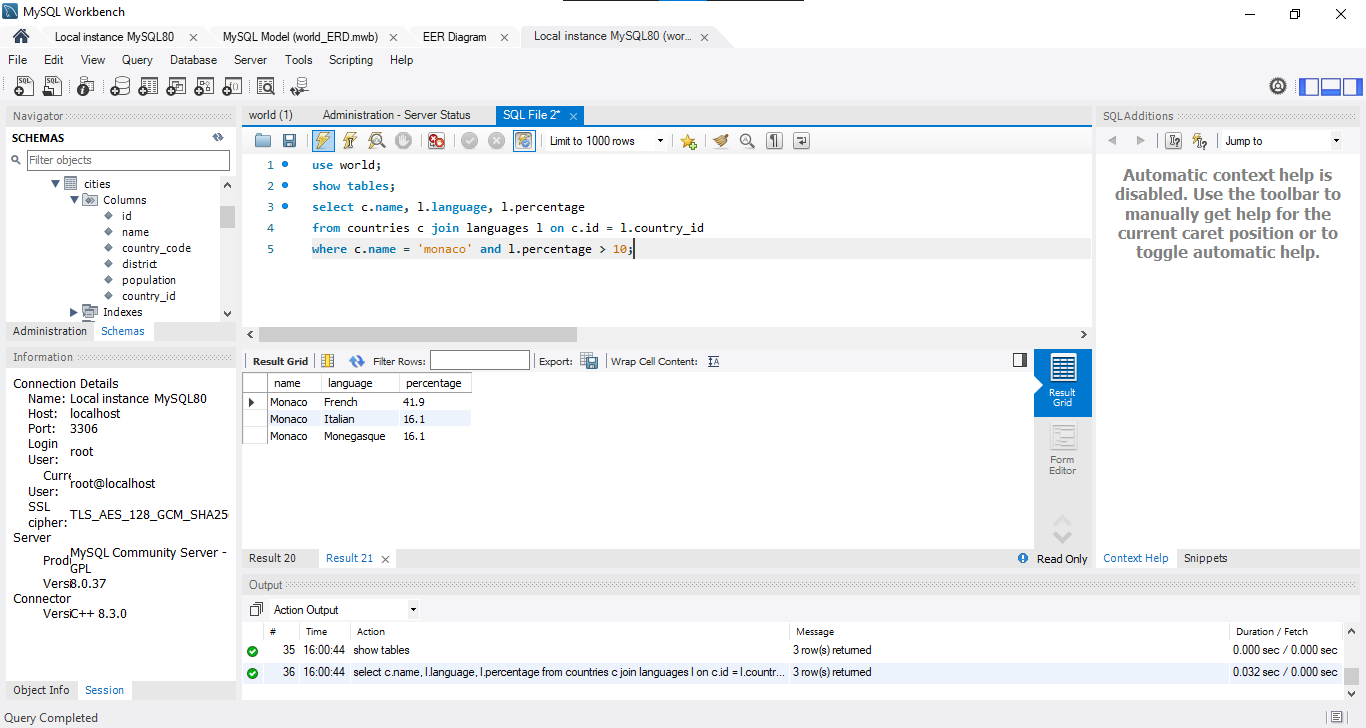 MySQL Workbench
Local instance MySQL80 MySQL Model (world_ERD.mwb) EER Diagram Local instance MySQL80 (wor...
File Edit View Query Database Server Tools Scripting Help
Navigator
SCHEMAS
Filter objects
cities
Columns
id
name
country_code
district
population
country_id
Indexes
Administration Schemas
Information
Connection Details
Name: Local instance MySQL80
Host: localhost
Port: 3306
Login
User: root
Curre
User: root@localhost
SSL
cipher: TLS_AES_128_GCM_SHA256
Server
Prod MySQL Community Server -
GPL
Versi 8.0.37
Connector
Versi C++ 8.3.0
Object Info Session
world (1) Administration - Server Status SQL File 2*
Limit to 1000 rows
1 use world;
2 show tables;
3 select c.name, l.language, l.percentage
4 from countries c join languages l on c.id = l.country_id
5 where c.name = 'monaco' and l.percentage > 10;
Result Grid Filter Rows: Export: Wrap Cell Content:
name language percentage
Monaco French 41.9
Monaco Italian 16.1
Monaco Monegasque 16.1
Result
Grid
Form
Editor
Result 20 Result 21 Read Only
SQLAdditions
Jump to
Automatic context help is
disabled. Use the toolbar to
manually get help for the
current caret position or to
toggle automatic help.
Context Help Snippets
Output
Action Output
# Time Action Message Duration / Fetch
35 16:00:44 show tables 3 row(s) returned 0.000 sec / 0.000 sec
36 16:00:44 select c.name, l.language, l.percentage from countries c join languages l on c.id = l.countr... 3 row(s) returned 0.032 sec / 0.000 sec
Query Completed